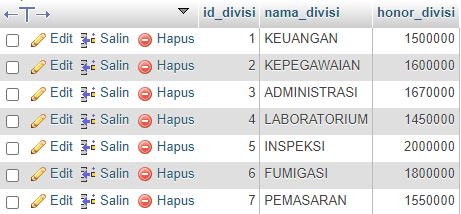 id_divisi nama_divisi honor_divisi
Edit Salin Hapus 1 KEUANGAN 1500000
Edit Salin Hapus 2 KEPEGAWAIAN 1600000
Edit Salin Hapus 3 ADMINISTRASI 1670000
Edit Salin Hapus 4 LABORATORIUM 1450000
Edit Salin Hapus 5 INSPEKSI 2000000
Edit Salin Hapus 6 FUMIGASI 1800000
Edit Salin Hapus 7 PEMASARAN 1550000